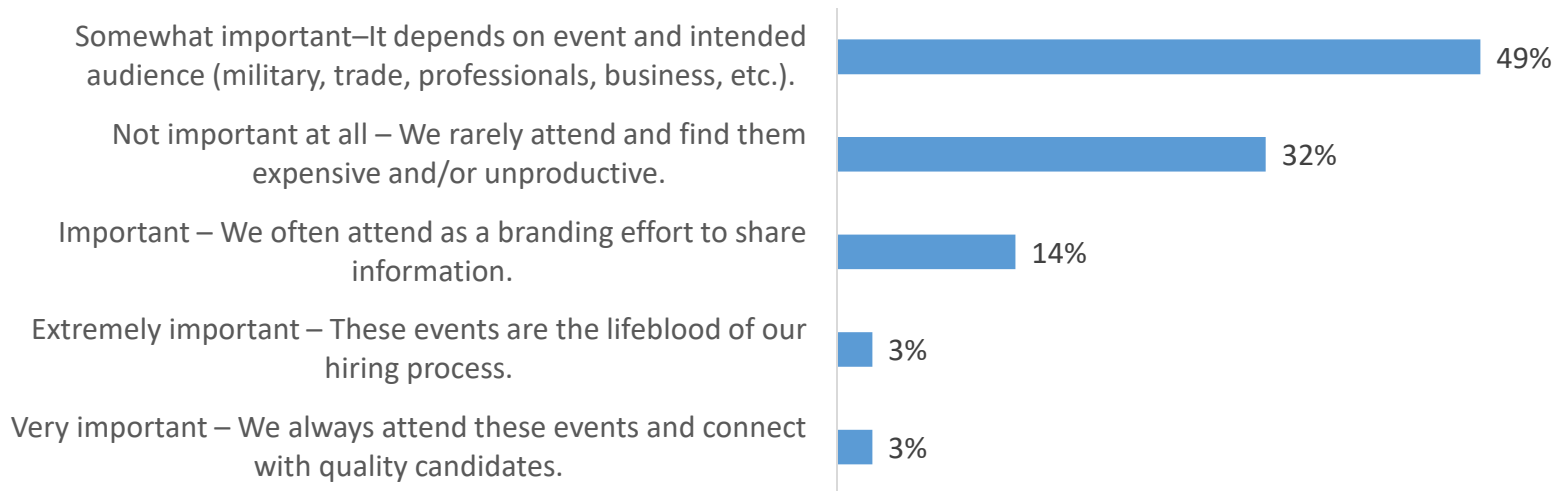 Somewhat important–It depends on event and intended
audience (military, trade, professionals, business, etc.).
49%
Not important at all – We rarely attend and find them
expensive and/or unproductive.
32%
Important – We often attend as a branding effort to share
information.
14%
Extremely important – These events are the lifeblood of our
hiring process.
3%
Very important – We always attend these events and connect
with quality candidates.
3%